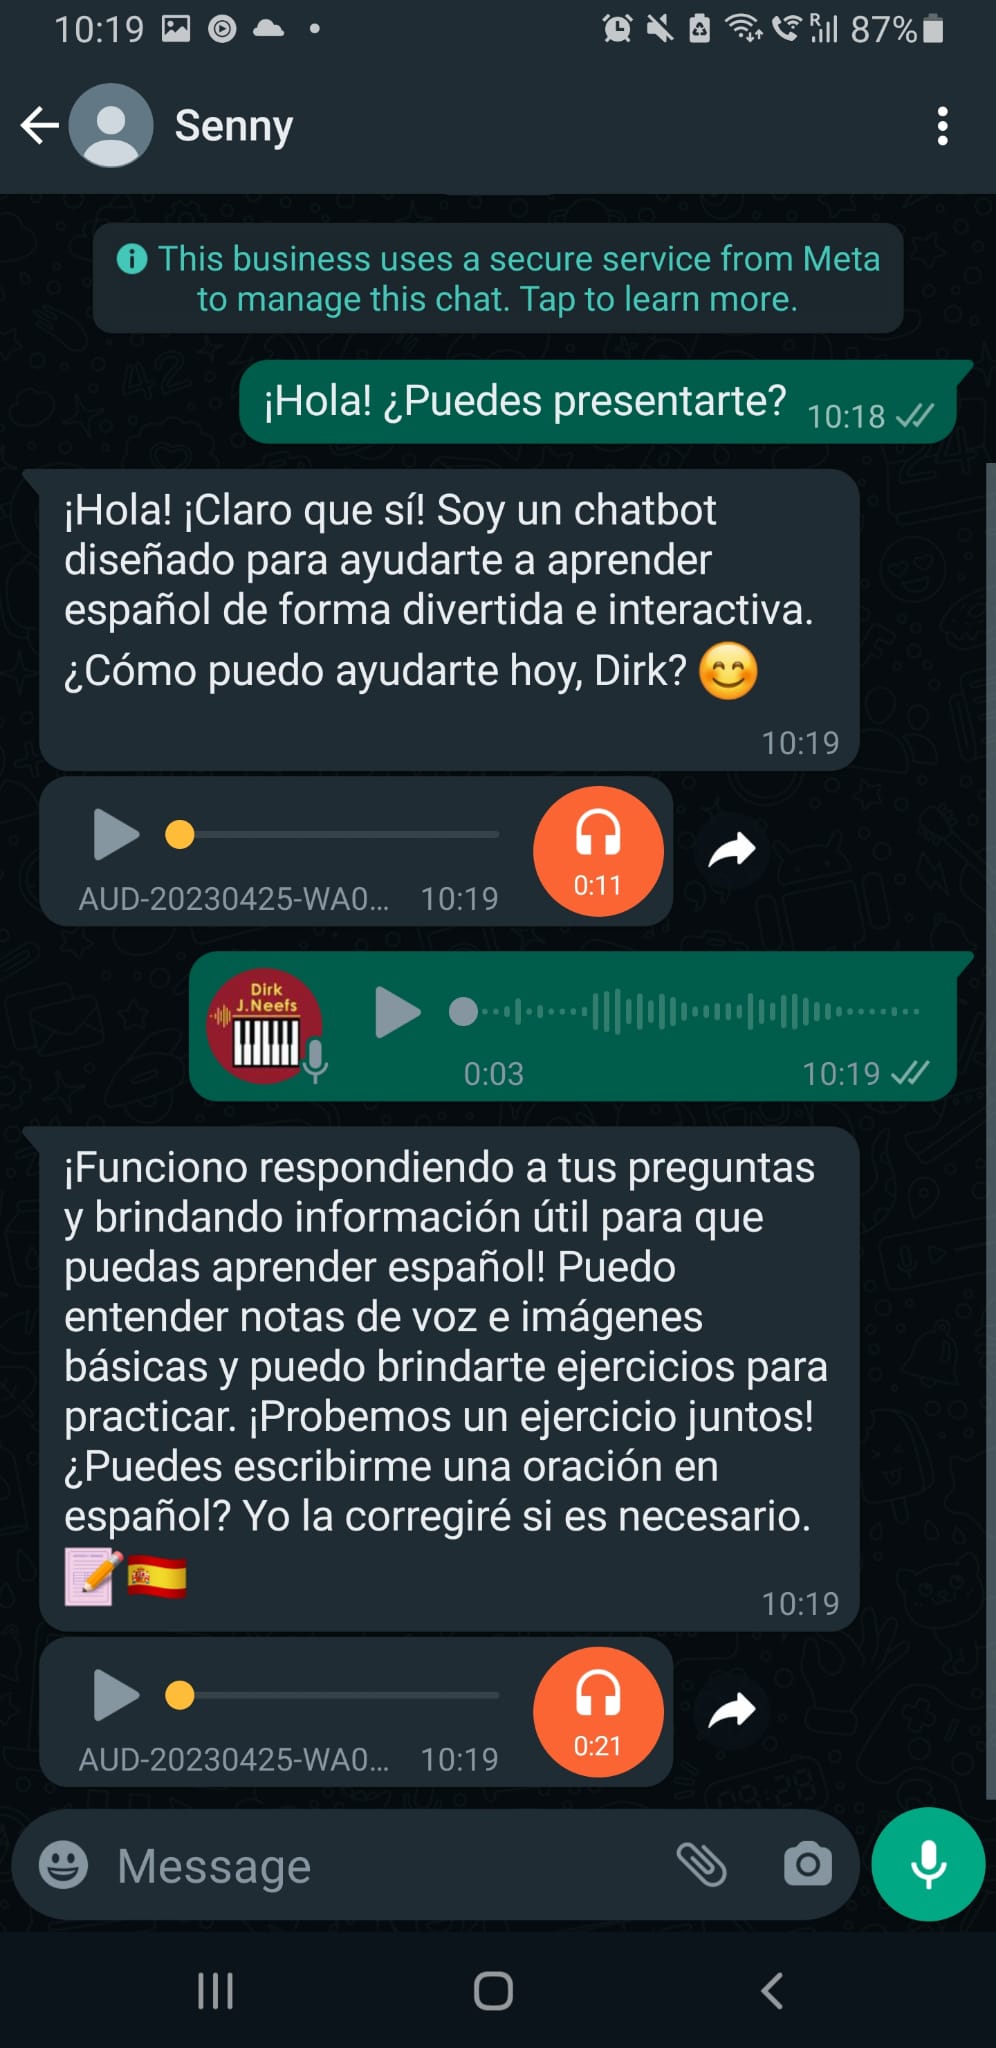 10:19
R
87%
Senny
This business uses a secure service from Meta
to manage this chat. Tap to learn more.
¡Hola! ¿Puedes presentarte?
10:18
¡Hola! ¡Claro que sí! Soy un chatbot
diseñado para ayudarte a aprender
español de forma divertida e interactiva.
¿Cómo puedo ayudarte hoy, Dirk? 😊
10:19
0:11
AUD-20230425-WA0...
10:19
Dirk
J.Neefs
0:03
10:19
¡Funciono respondiendo a tus preguntas
y brindando información útil para que
puedas aprender español! Puedo
entender notas de voz e imágenes
básicas y puedo brindarte ejercicios para
practicar. ¡Probemos un ejercicio juntos!
¿Puedes escribirme una oración en
español? Yo la corregiré si es necesario.
📝🇪🇸
10:19
0:21
AUD-20230425-WA0...
10:19
Message